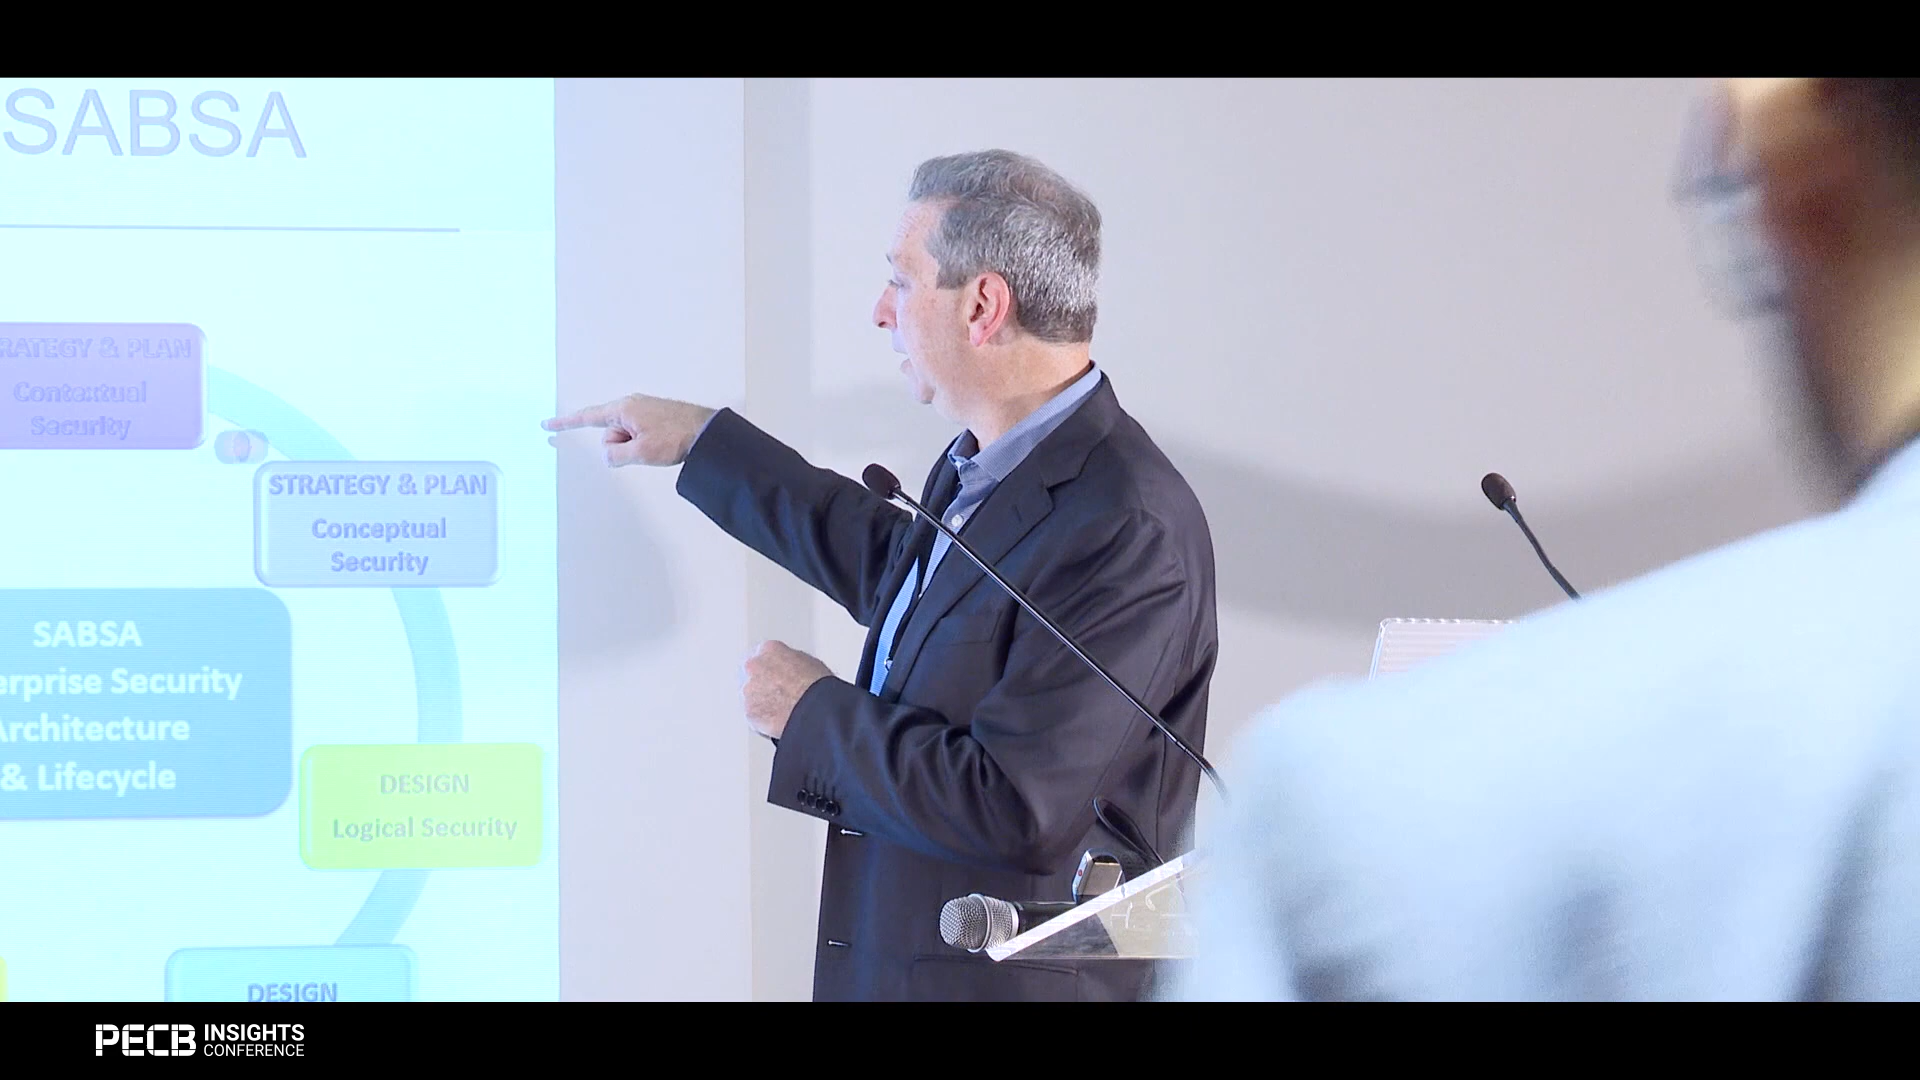 SABSA
RATEGY & PLAN
Contextual
Security
STRATEGY & PLAN
Conceptual
Security
SABSA
erprise Security
Architecture
& Lifecycle
DESIGN
Logical Security
DESIGN
PECB INSIGHTS
CONFERENCE